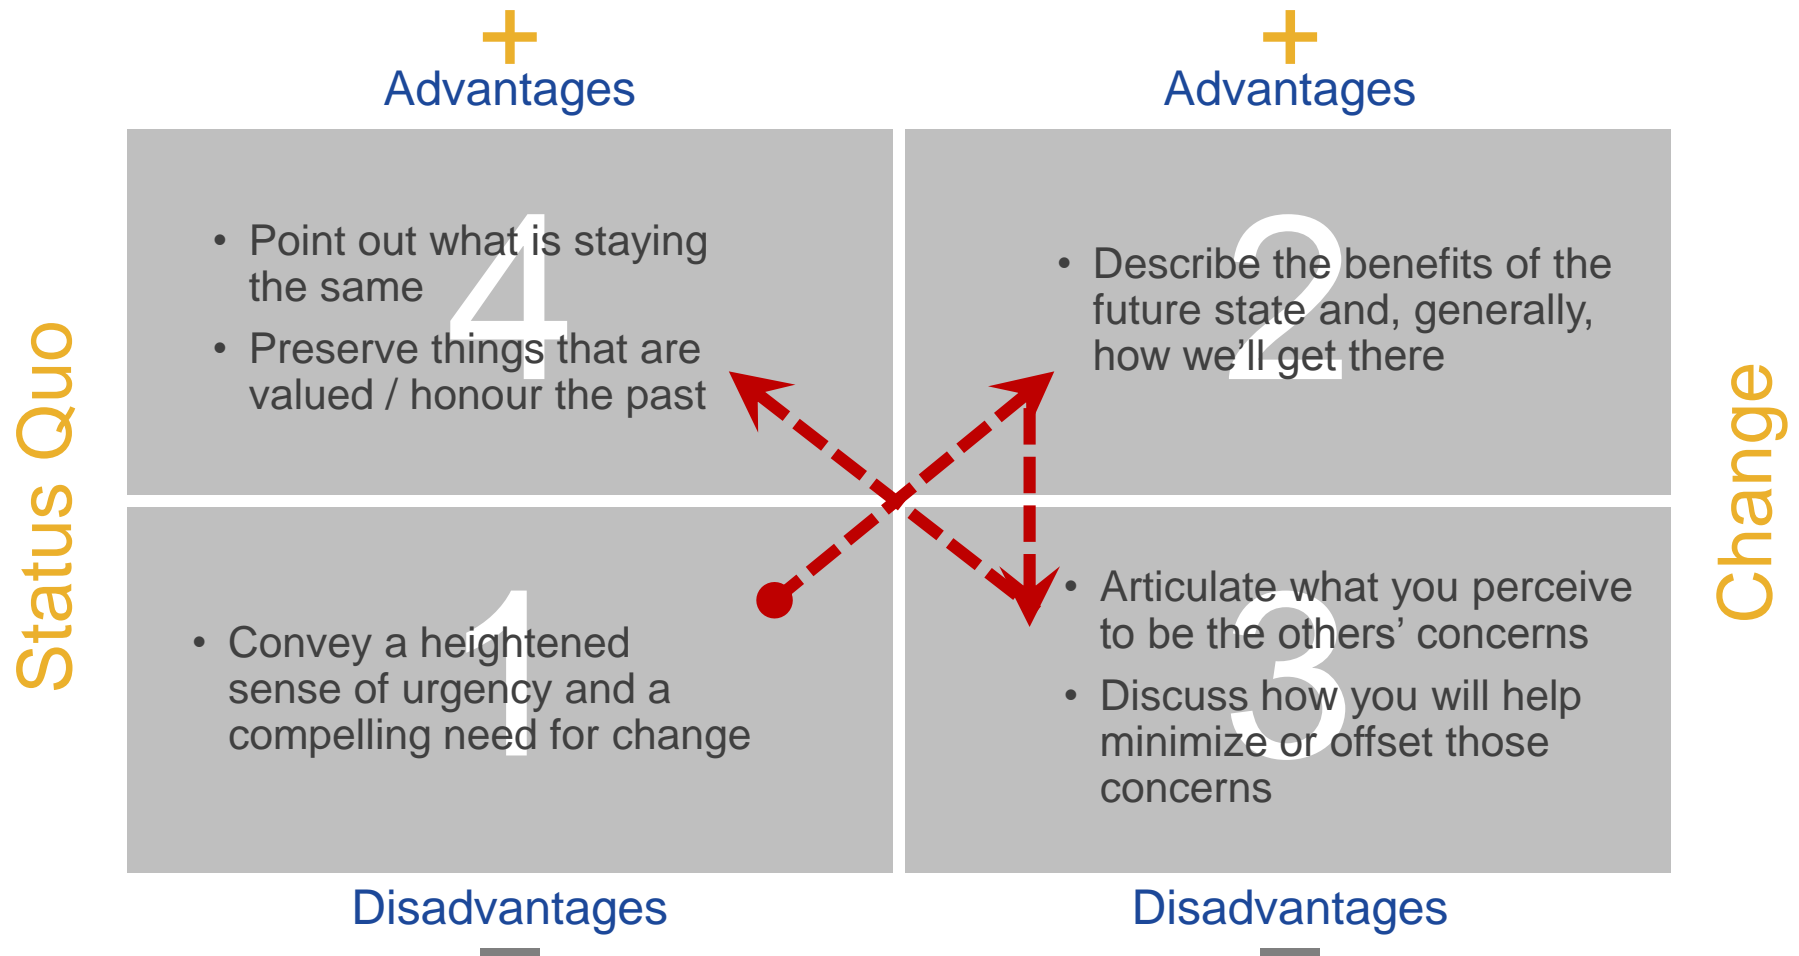 +
+
Advantages
Advantages
Status Quo
4
• Point out what is staying
the same
• Preserve things that are
valued / honour the past
2
• Describe the benefits of the
future state and, generally,
how we’ll get there
1
• Convey a heightened
sense of urgency and a
compelling need for change
3
• Articulate what you perceive
to be the others’ concerns
• Discuss how you will help
minimize or offset those
concerns
Change
Disadvantages
Disadvantages